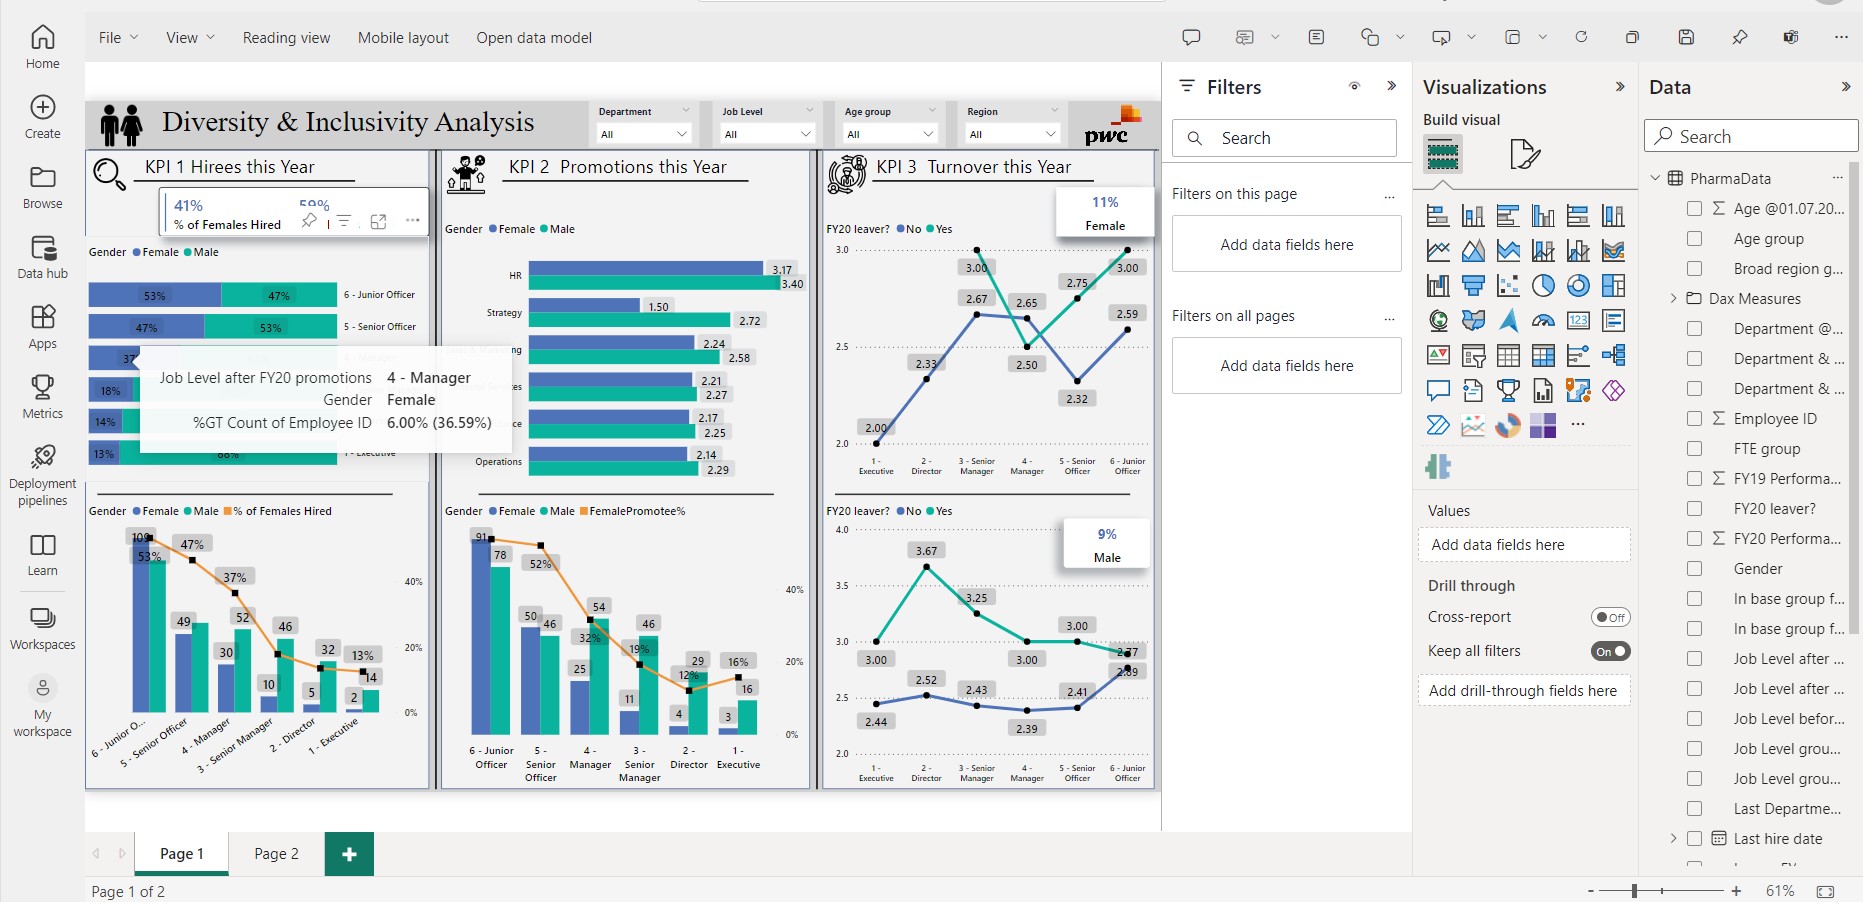 File
View
Reading view
Mobile layout
Open data model
Home
Create
Browse
Data hub
Apps
Metrics
Deployment
pipelines
Learn
Workspaces
My
workspace
Diversity & Inclusivity Analysis
Department
All
Job Level
All
Age group
All
Region
All
pwc
KPI 1 Hirees this Year
41%
% of Females Hired
Gender Female Male
53% 47% 6 - Junior Officer
47% 53% 5 - Senior Officer
18%
14%
13%
Job Level after FY20 promotions 4 - Manager
Gender Female
%GT Count of Employee ID 6.00% (36.59%)
Gender Female Male % of Females Hired
109
53%
47%
37%
49
52
30
46
10
32
5
13%
14
2
40%
20%
0%
6 - Junior O...
5 - Senior Officer
4 - Manager
3 - Senior Manager
2 - Director
1 - Executive
KPI 2 Promotions this Year
Gender Female Male
HR 3.17
3.40
Strategy 1.50
2.72
2.24
2.58
2.21
2.27
2.17
2.25
Operations 2.14
2.29
Gender Female Male FemalePromotee%
91
78
52%
50
46
54
32%
25
46
19%
11
29
12%
4
16%
16
3
40%
20%
0%
6 - Junior
Officer
5 -
Senior
Officer
4 -
Manager
3 -
Senior
Manager
2 -
Director
1 -
Executive
KPI 3 Turnover this Year
11%
Female
FY20 leaver? No Yes
3.0
2.5
2.0
3.00
2.67
2.65
2.75
3.00
2.59
2.33
2.50
2.32
2.00
1 -
Executive
2 -
Director
3 - Senior
Manager
4 -
Manager
5 - Senior
Officer
6 - Junior
Officer
FY20 leaver? No Yes
9%
Male
4.0
3.5
3.0
2.5
2.0
3.67
3.25
3.00
3.00
3.00
2.77
2.89
2.52
2.43
2.41
2.44
2.39
1 -
Executive
2 -
Director
3 - Senior
Manager
4 -
Manager
5 - Senior
Officer
6 - Junior
Officer
Filters
Search
Filters on this page
...
Add data fields here
Filters on all pages
...
Add data fields here
Visualizations
Build visual
123
...
Values
Add data fields here
Drill through
Cross-report Off
Keep all filters On
Add drill-through fields here
Data
Search
PharmaData ...
Σ Age @01.07.20...
Age group
Broad region g...
Dax Measures
Department @...
Department & ...
Department & ...
Σ Employee ID
FTE group
Σ FY19 Performa...
FY20 leaver?
Σ FY20 Performa...
Gender
In base group f...
In base group f...
Job Level after ...
Job Level after ...
Job Level befor...
Job Level grou...
Job Level grou...
Last Departme...
Last hire date
Page 1
Page 2
+
Page 1 of 2
- + 61%